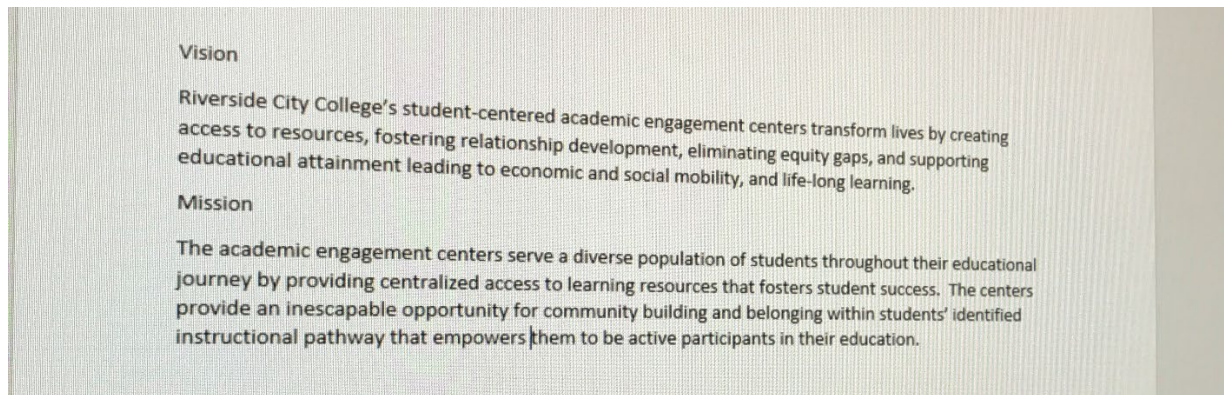 Vision
Riverside City College's student-centered academic engagement centers transform lives by creating
access to resources, fostering relationship development, eliminating equity gaps, and supporting
educational attainment leading to economic and social mobility, and life-long learning.
Mission
The academic engagement centers serve a diverse population of students throughout their educational
journey by providing centralized access to learning resources that fosters student success.  The centers
provide an inescapable opportunity for community building and belonging within students' identified
instructional pathway that empowers them to be active participants in their education.